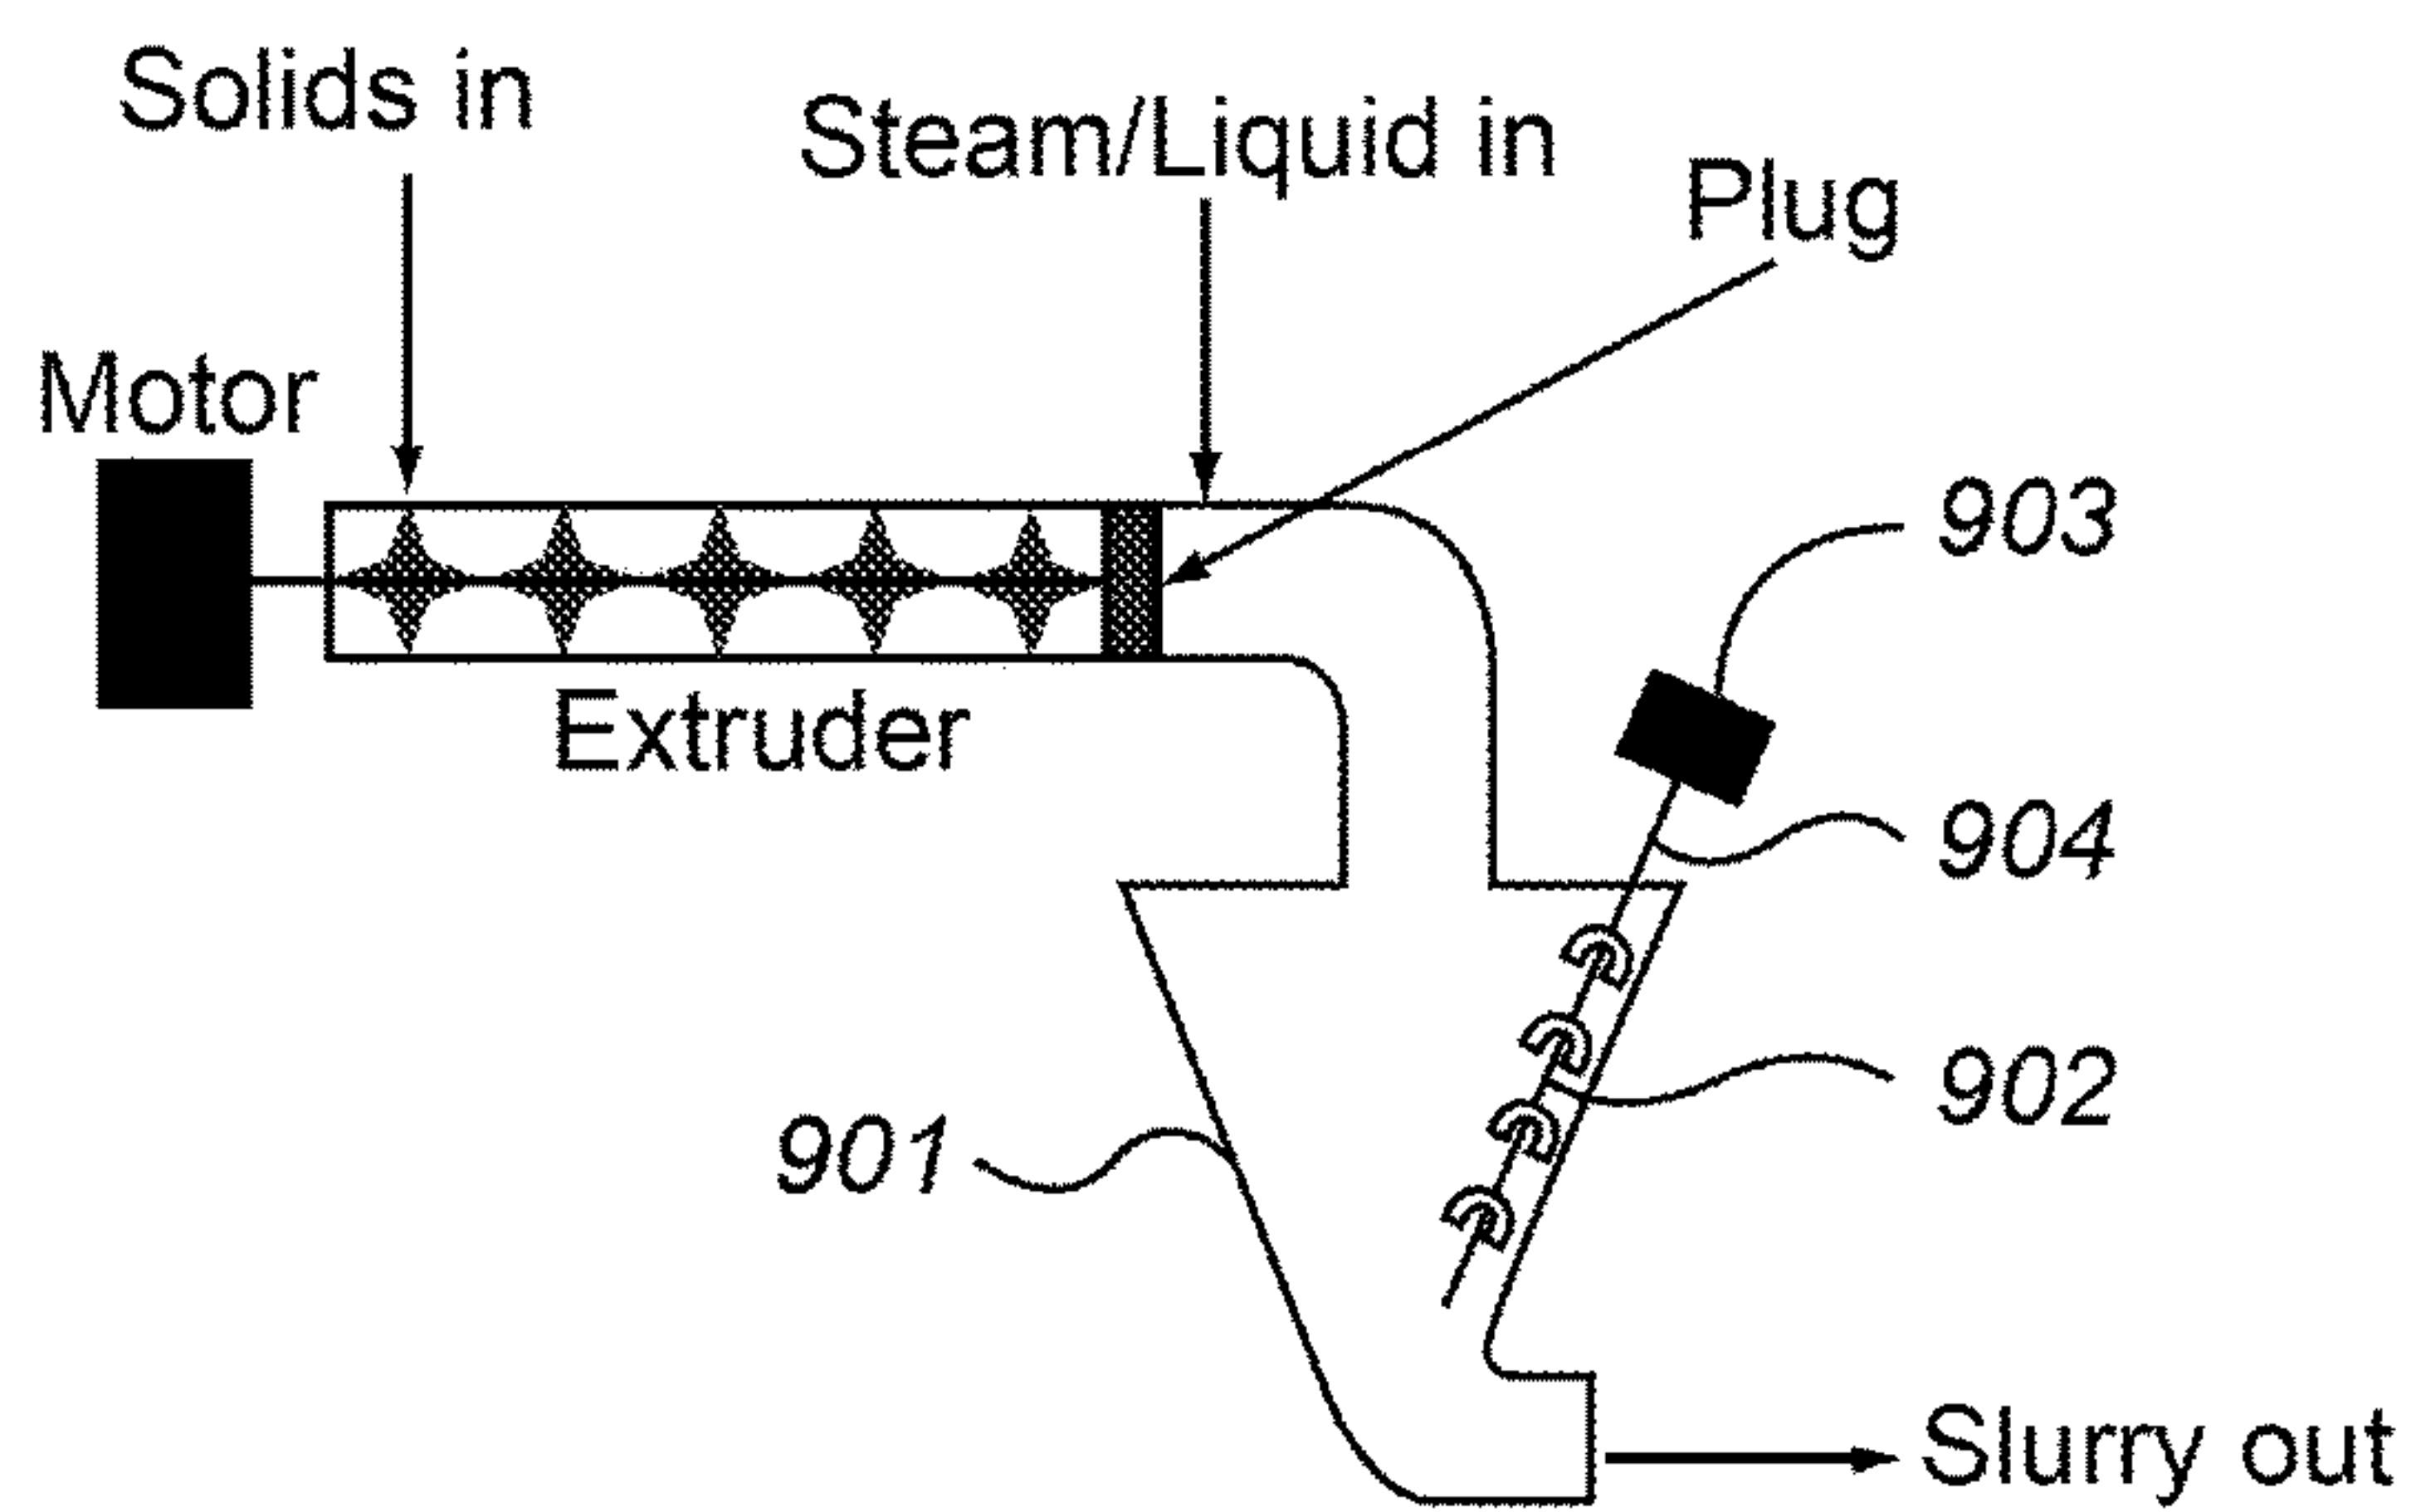 Solids in
Steam/Liquid in
Plug
Motor
903
Extruder
904
902
901
Slurry out